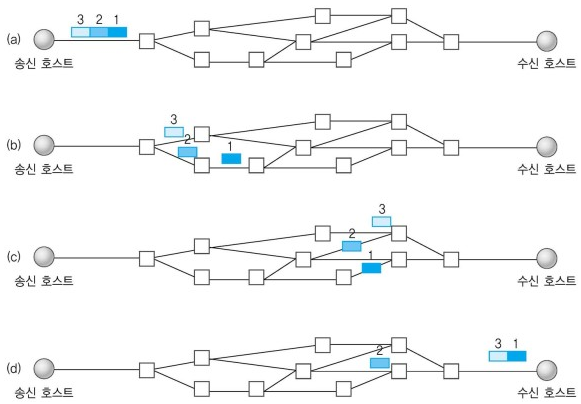 3 2 1
(a)
송신 호스트 수신 호스트
3
(b) 2 1
송신 호스트 수신 호스트
3
2
(c) 1
송신 호스트 수신 호스트
2 3 1
(d)
송신 호스트 수신 호스트